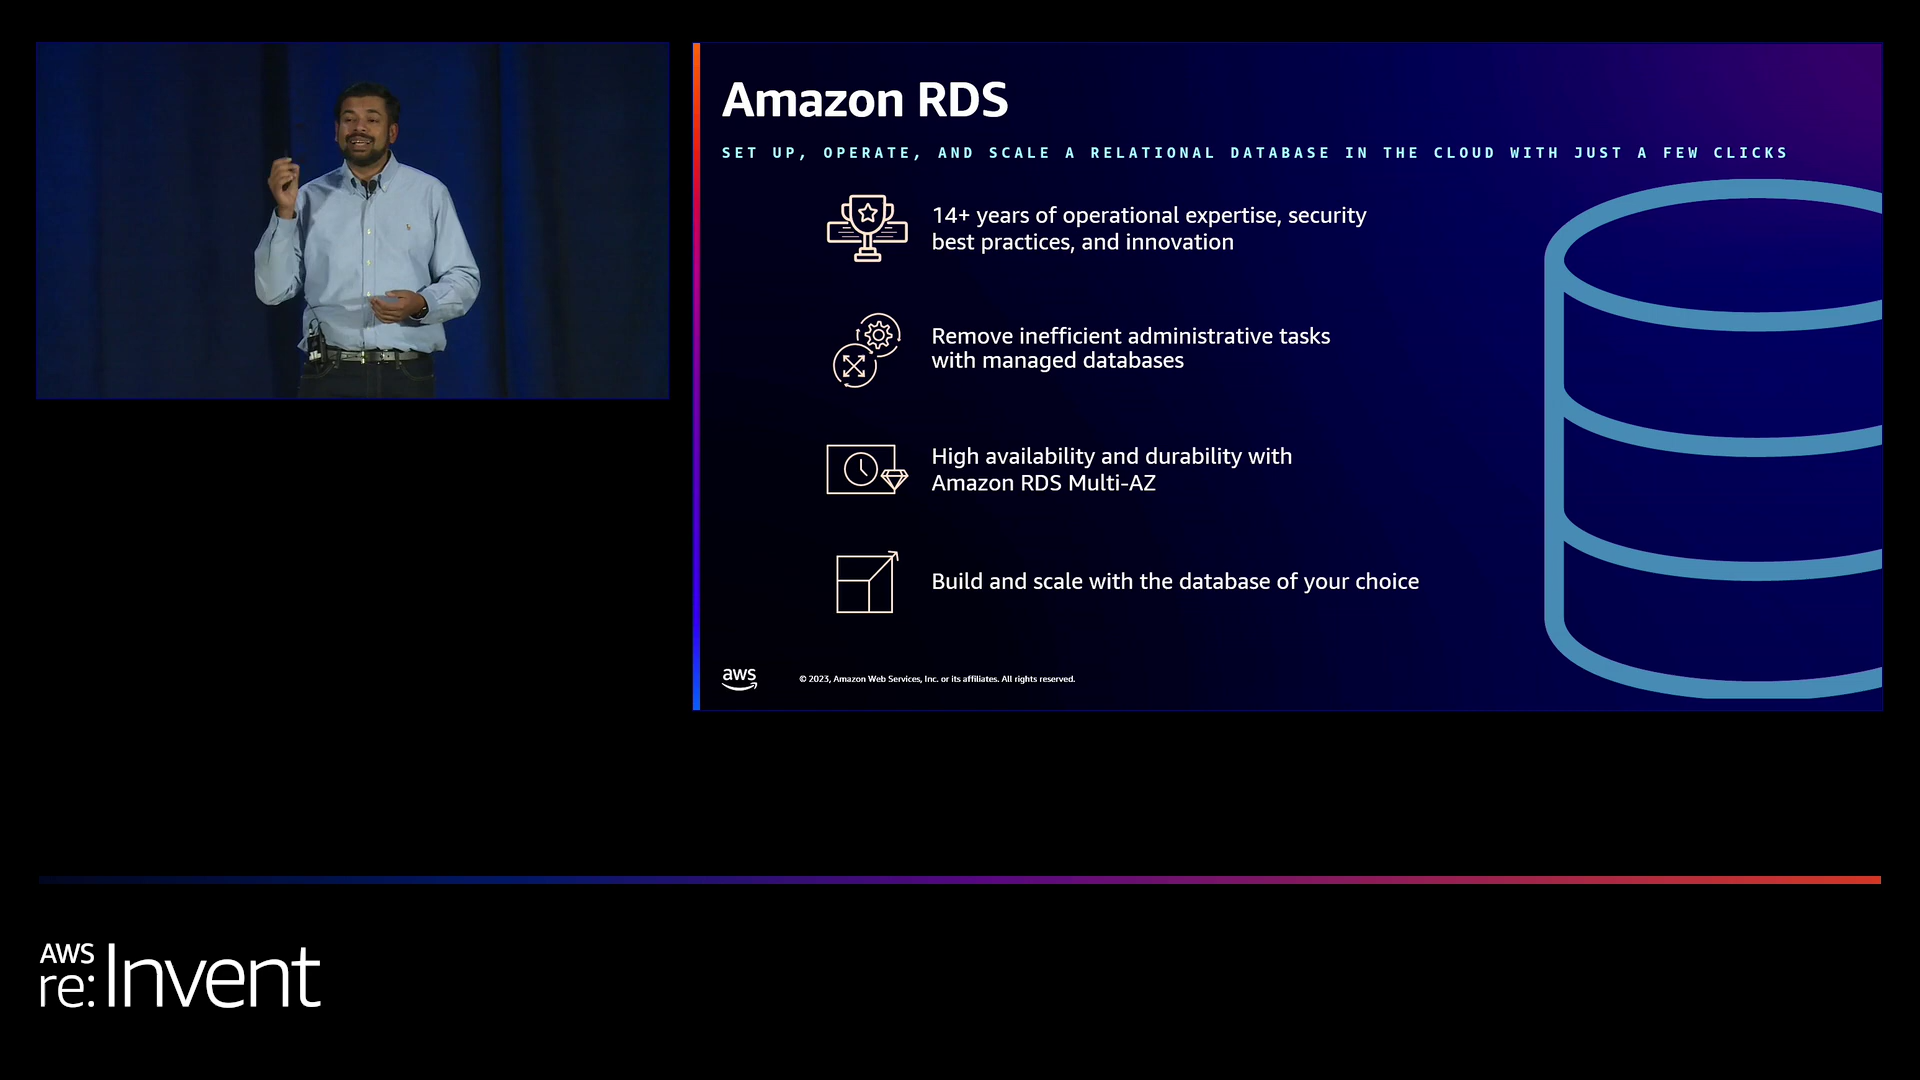 Amazon RDS
SET UP, OPERATE, AND SCALE A RELATIONAL DATABASE IN THE CLOUD WITH JUST A FEW CLICKS
14+ years of operational expertise, security
best practices, and innovation
Remove inefficient administrative tasks
with managed databases
High availability and durability with
Amazon RDS Multi-AZ
Build and scale with the database of your choice
aws
© 2023, Amazon Web Services, Inc. or its affiliates. All rights reserved.
AWS
re:Invent